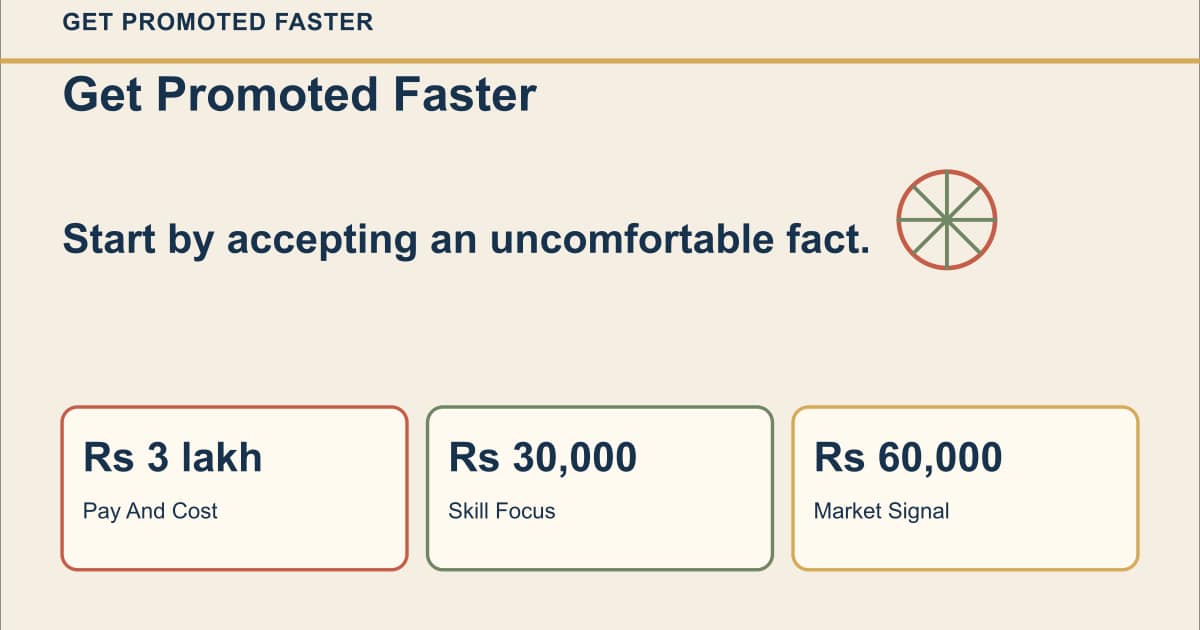 GET PROMOTED FASTER
Get Promoted Faster
Start by accepting an uncomfortable fact.
Rs 3 lakh
Pay And Cost
Rs 30,000
Skill Focus
Rs 60,000
Market Signal